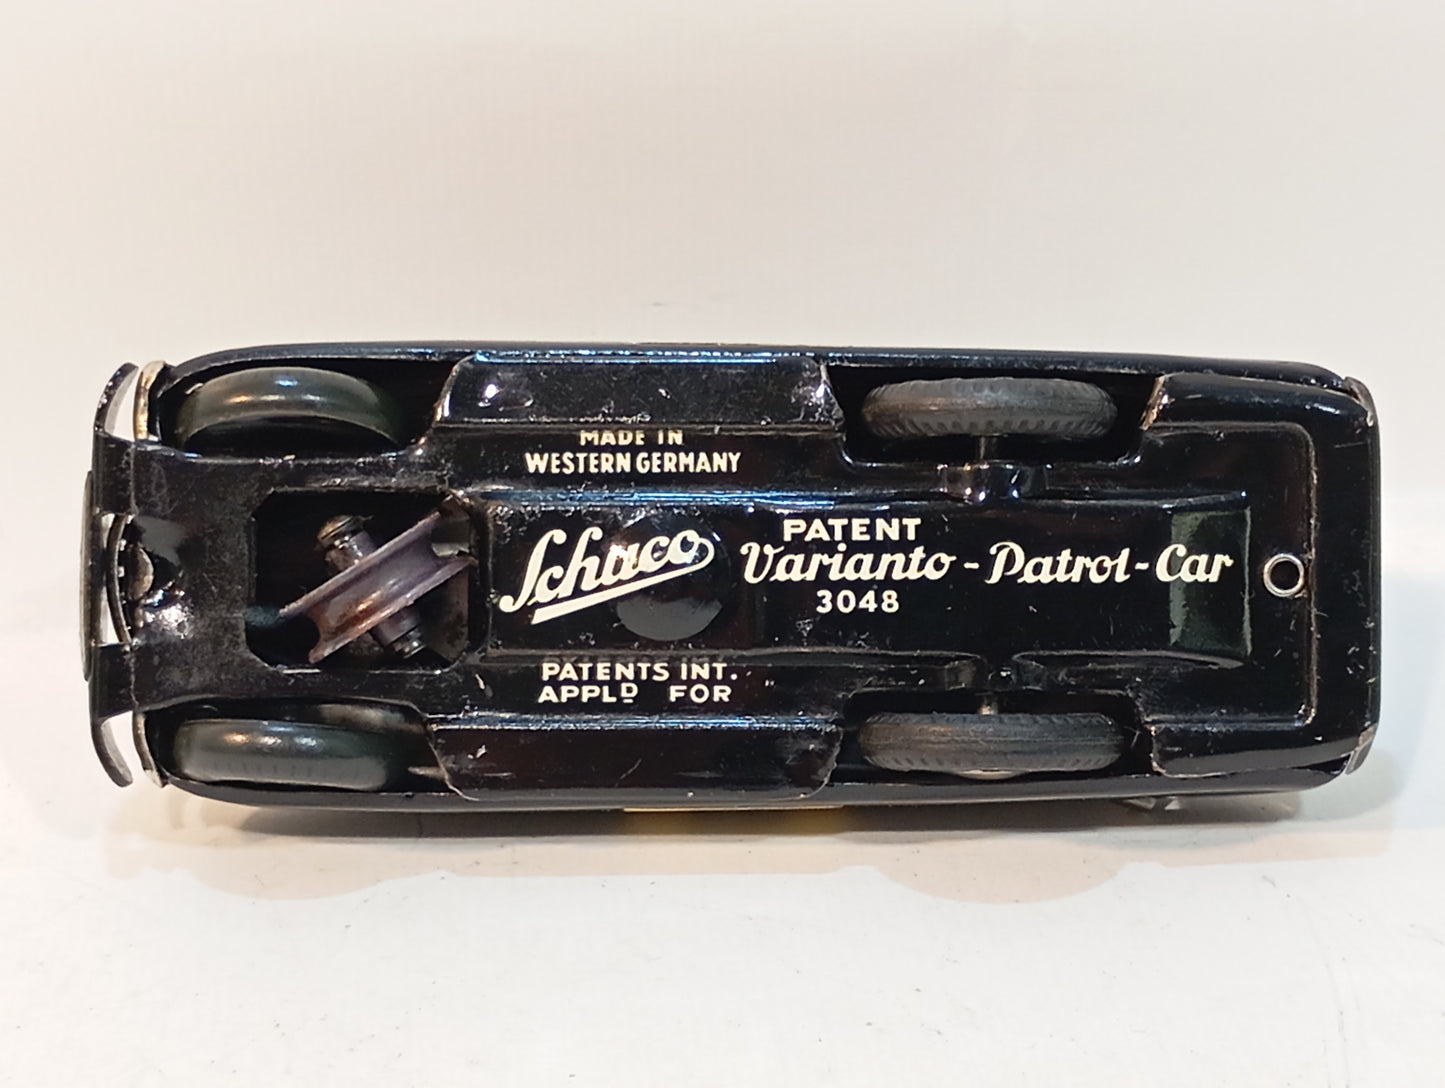 MADE IN
WESTERN GERMANY
Schuco
PATENT
Varianto-Patrol-Car
3048
PATENTS INT.
APPLD FOR